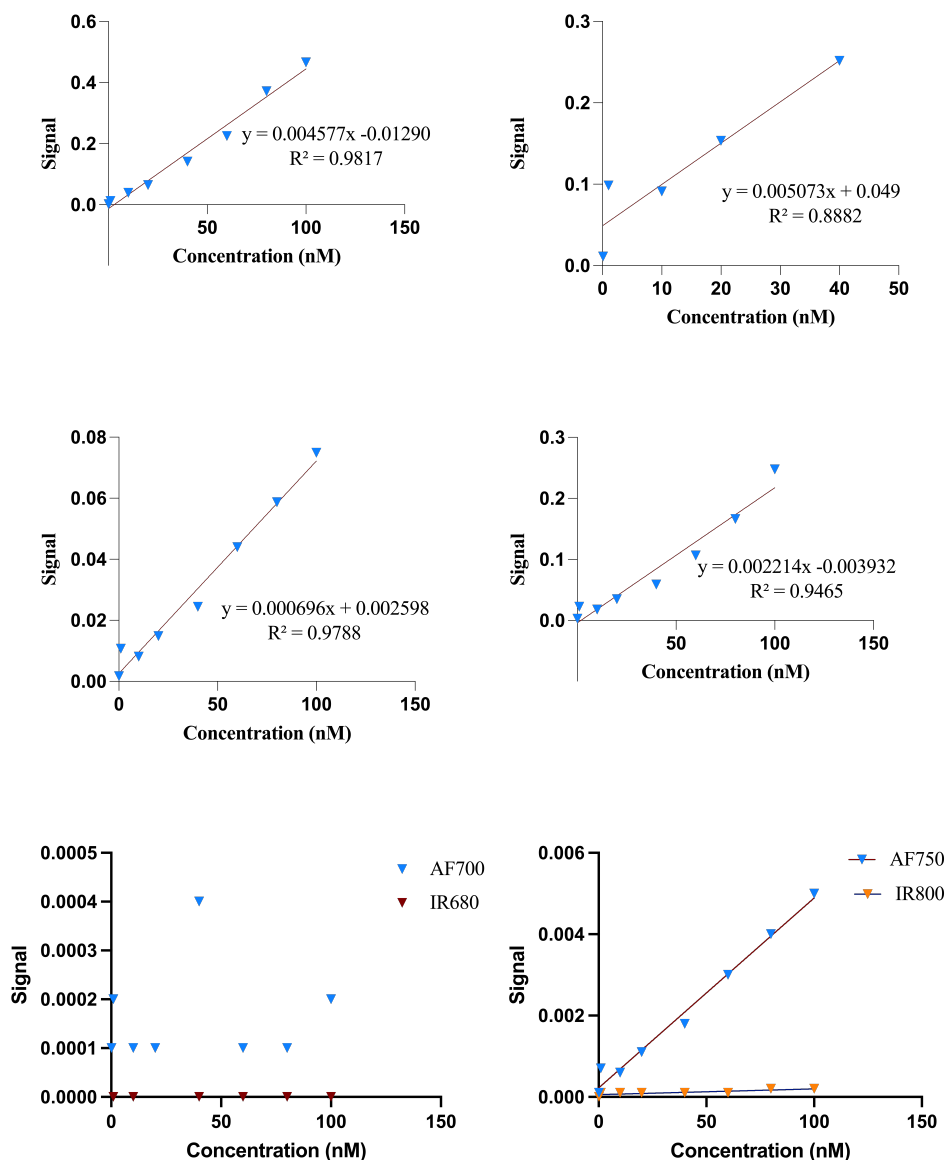 0.6
0.4
0.2
0.0
Signal
y = 0.004577x -0.01290
R² = 0.9817
50
100
150
Concentration (nM)
0.3
0.2
0.1
0.0
Signal
y = 0.005073x + 0.049
R² = 0.8882
0
10
20
30
40
50
Concentration (nM)
0.08
0.06
0.04
0.02
0.00
Signal
y = 0.000696x + 0.002598
R² = 0.9788
0
50
100
150
Concentration (nM)
0.3
0.2
0.1
0.0
Signal
y = 0.002214x -0.003932
R² = 0.9465
50
100
150
Concentration (nM)
0.0005
0.0004
0.0003
0.0002
0.0001
0.0000
Signal
AF700
IR680
0
50
100
150
Concentration (nM)
0.006
0.004
0.002
0.000
Signal
AF750
IR800
0
50
100
150
Concentration (nM)